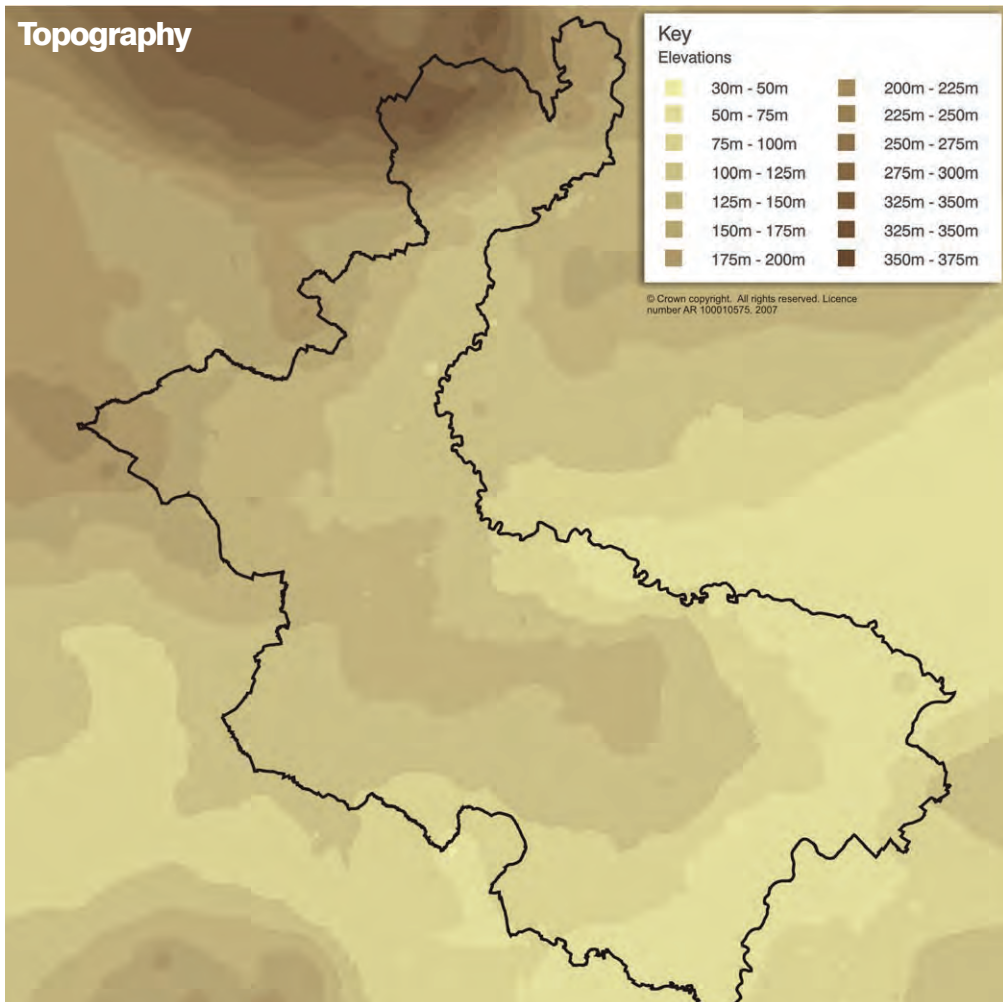 Topography
Key
Elevations
30m - 50m
50m - 75m
75m - 100m
100m - 125m
125m - 150m
150m - 175m
175m - 200m
200m - 225m
225m - 250m
250m - 275m
275m - 300m
325m - 350m
325m - 350m
350m - 375m
© Crown copyright. All rights reserved. Licence
number AR 100010575. 2007